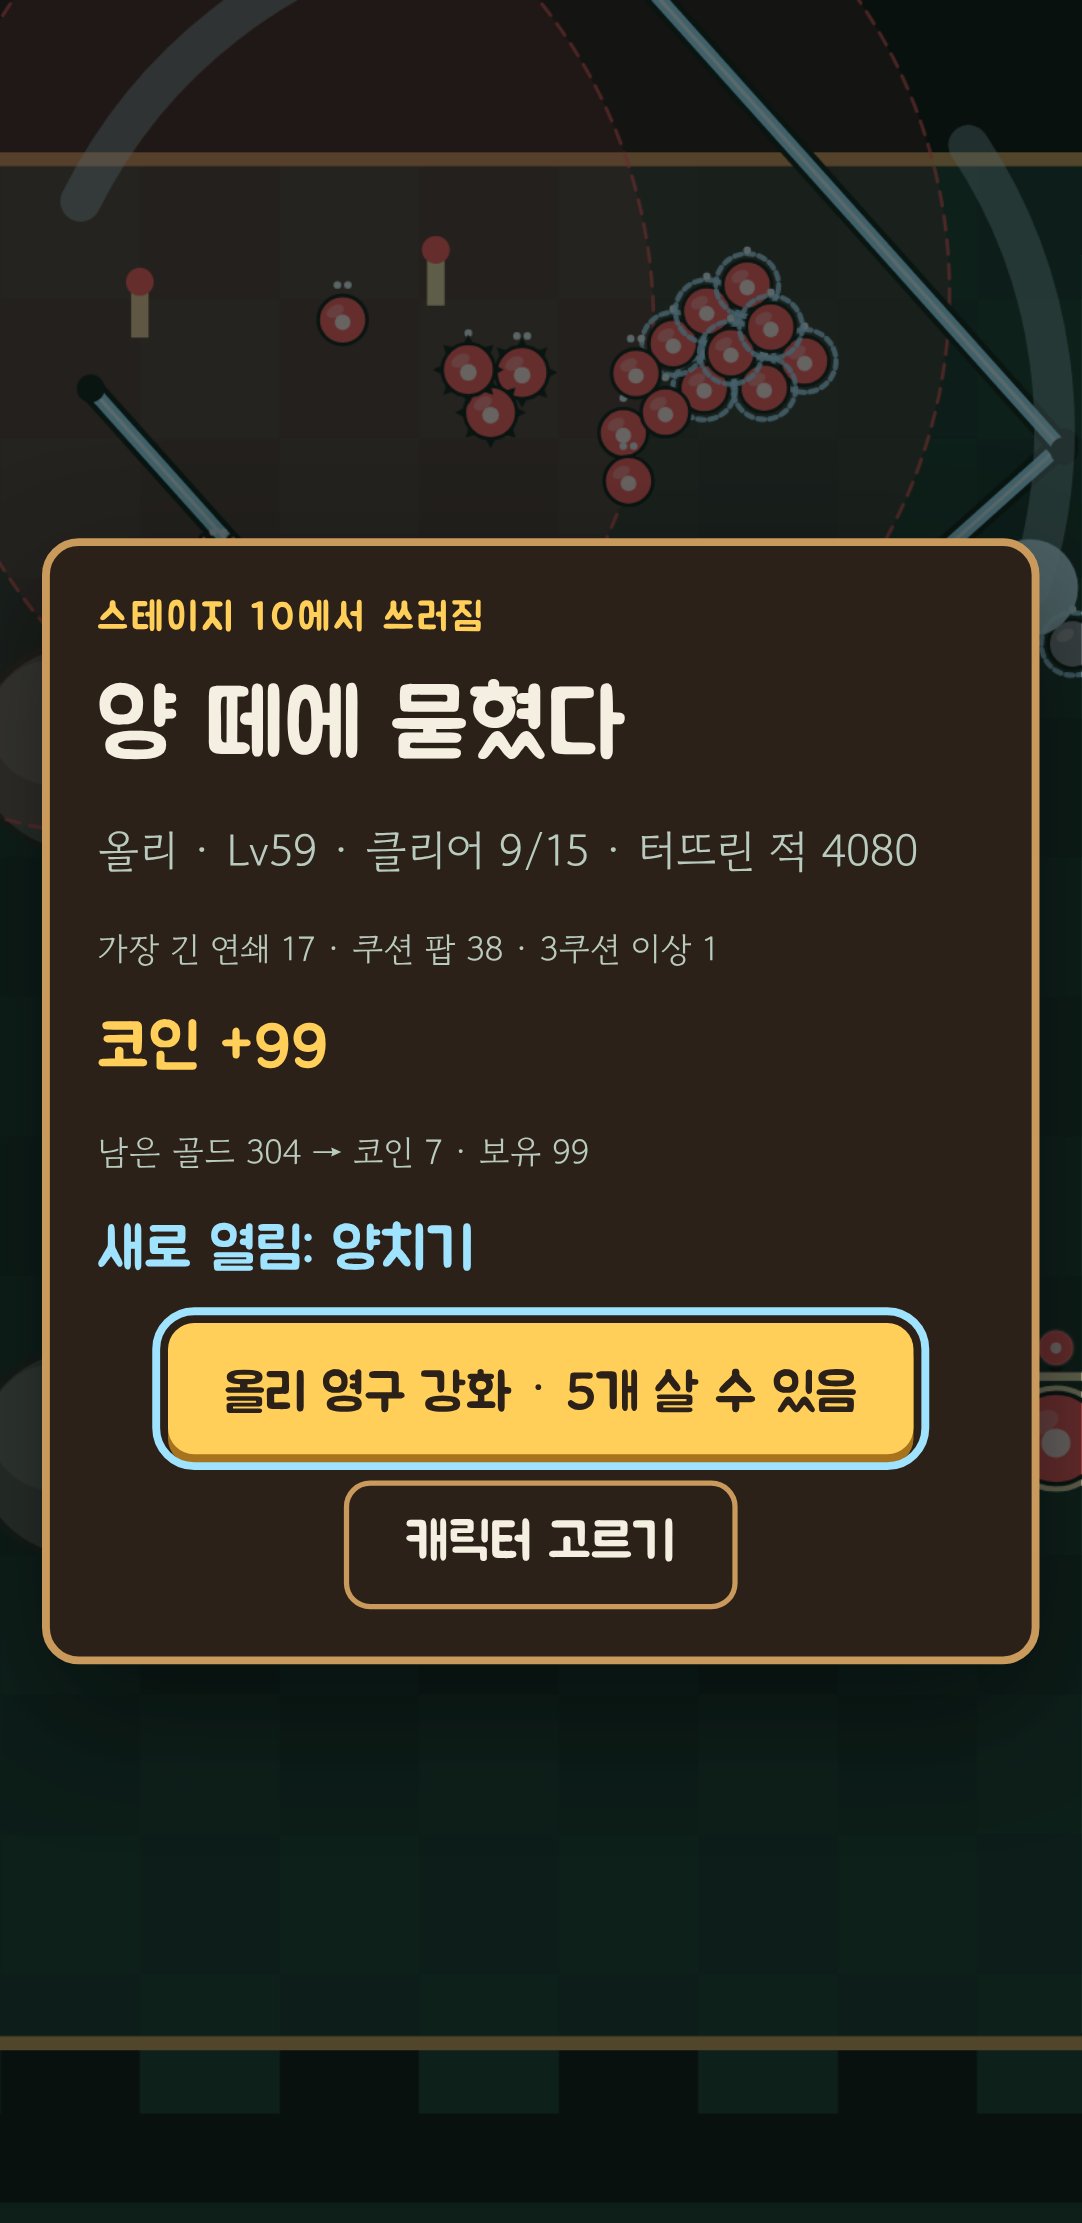 스테이지 10에서 쓰러짐
양 떼에 묻혔다
올리 · Lv59 · 클리어 9/15 · 터뜨린 적 4080
가장 긴 연쇄 17 · 쿠션 팝 38 · 3쿠션 이상 1
코인 +99
남은 골드 304 → 코인 7 · 보유 99
새로 열림: 양치기
올리 영구 강화 · 5개 살 수 있음
캐릭터 고르기